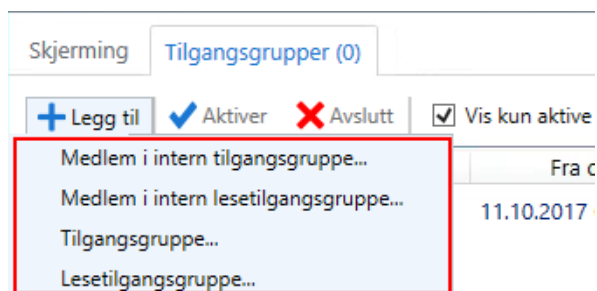 Skjerming Tilgangsgrupper (0)
Legg til Aktiver Avslutt Vis kun aktive
Medlem i intern tilgangsgruppe... Fra
Medlem i intern lesetilgangsgruppe... 11.10.2017
Tilgangsgruppe...
Lesetilgangsgruppe...